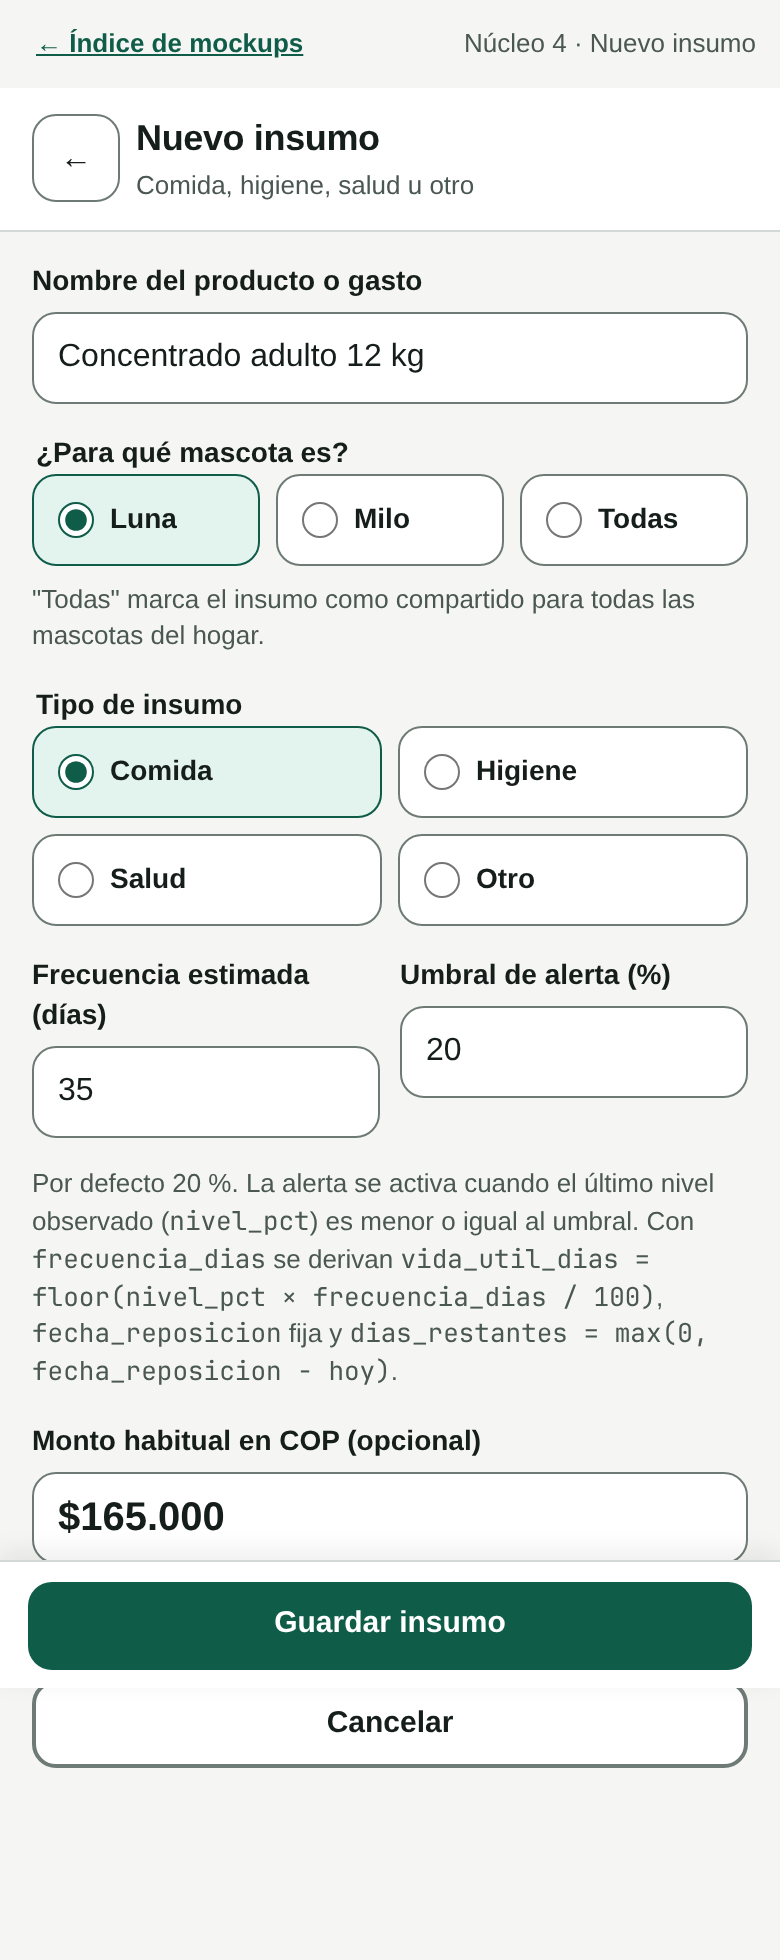 ← Índice de mockups
Núcleo 4 · Nuevo insumo
←
Nuevo insumo
Comida, higiene, salud u otro
Nombre del producto o gasto
Concentrado adulto 12 kg
¿Para qué mascota es?
Luna
Milo
Todas
"Todas" marca el insumo como compartido para todas las
mascotas del hogar.
Tipo de insumo
Comida
Higiene
Salud
Otro
Frecuencia estimada
(días)
35
Umbral de alerta (%)
20
Por defecto 20 %. La alerta se activa cuando el último nivel
observado (nivel_pct) es menor o igual al umbral. Con
frecuencia_dias se derivan vida_util_dias =
floor(nivel_pct × frecuencia_dias / 100),
fecha_reposicion fija y dias_restantes = max(0,
fecha_reposicion - hoy).
Monto habitual en COP (opcional)
$165.000
Guardar insumo
Cancelar